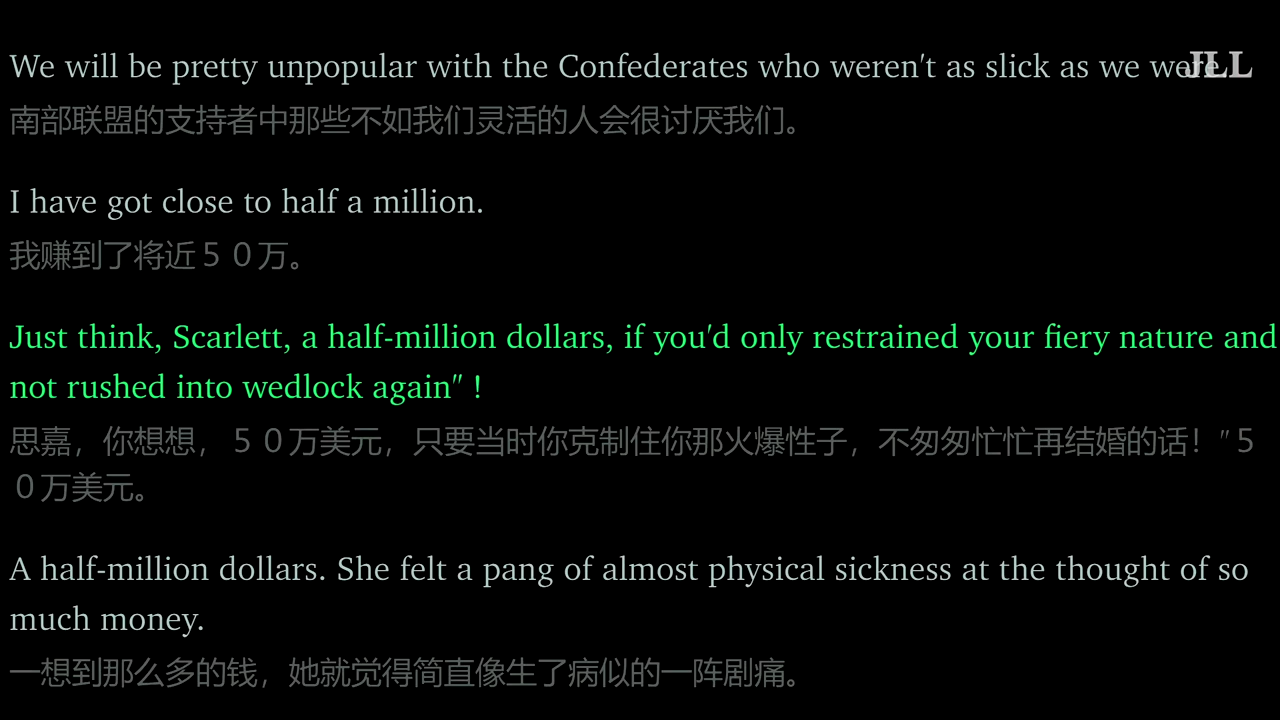 We will be pretty unpopular with the Confederates who weren't as slick as we were
JLL
南部联盟的支持者中那些不如我们灵活的人会很讨厌我们。
I have got close to half a million.
我赚到了将近５０万。
Just think, Scarlett, a half-million dollars, if you'd only restrained your fiery nature and
not rushed into wedlock again" !
思嘉，你想想，５０万美元，只要当时你克制住你那火爆性子，不匆匆忙忙再结婚的话！"５
０万美元。
A half-million dollars. She felt a pang of almost physical sickness at the thought of so
much money.
一想到那么多的钱，她就觉得简直像生了病似的一阵剧痛。